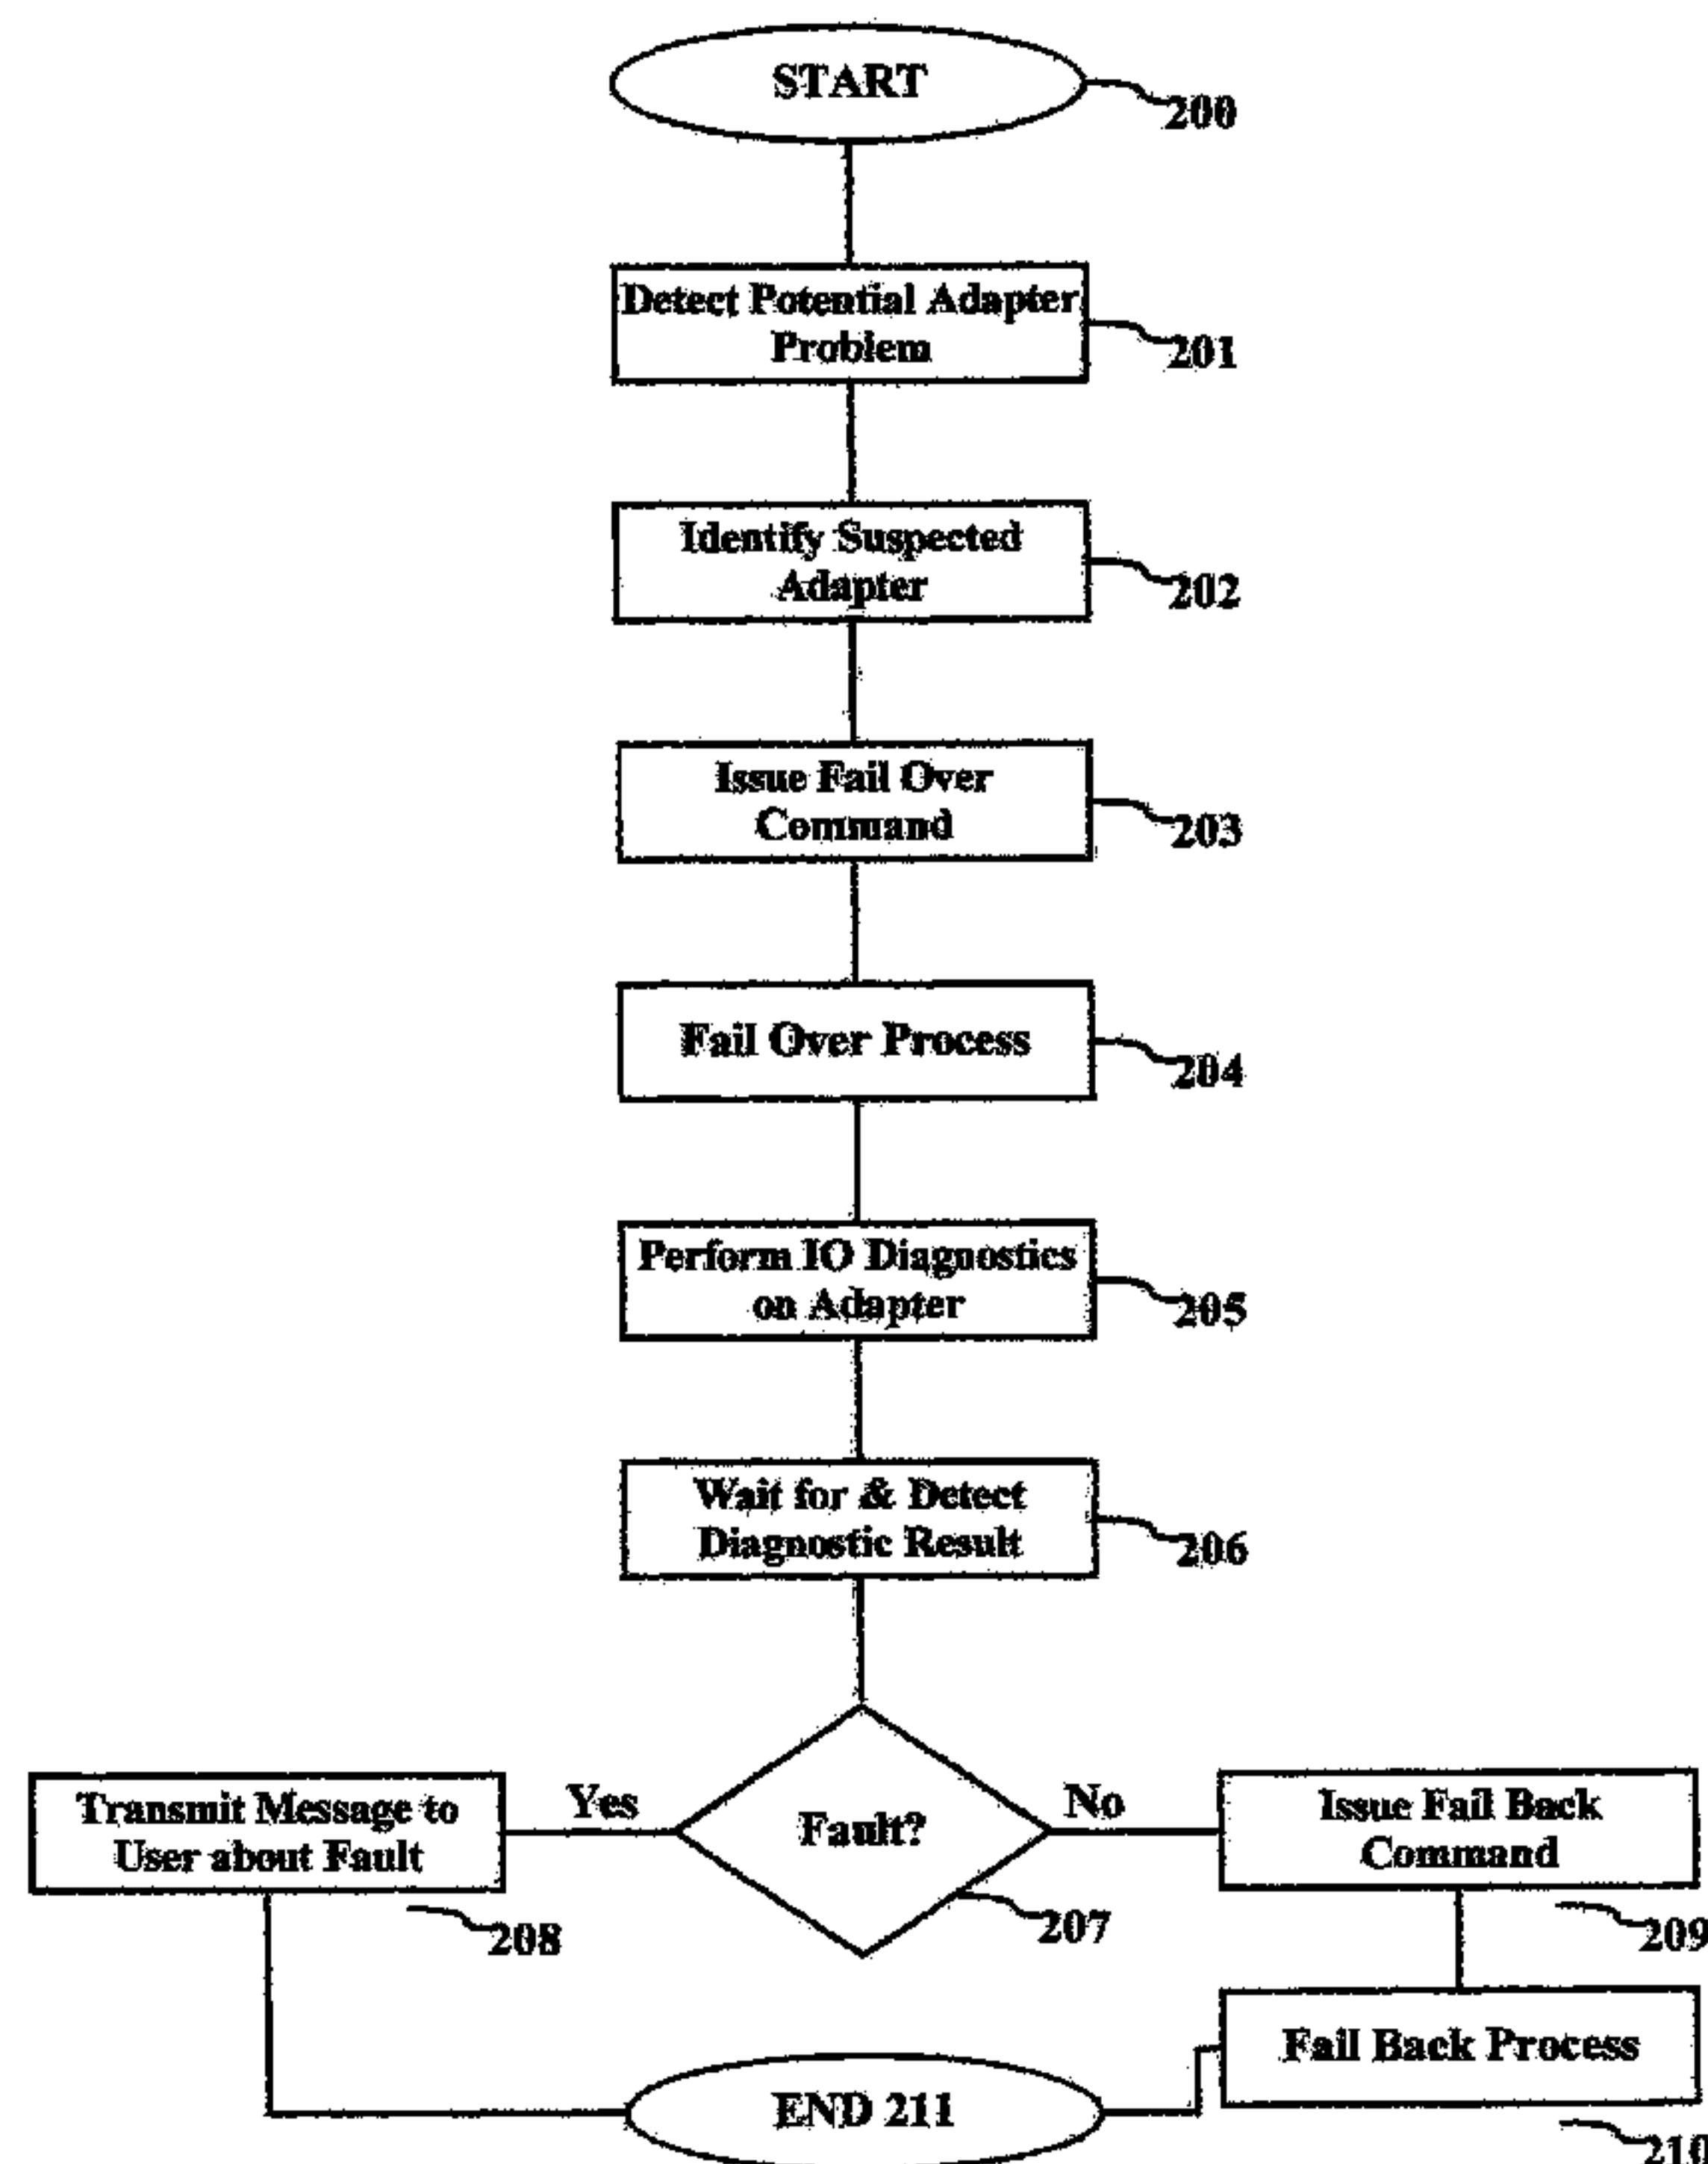 START
200
Detect Potential Adapter
Problem
201
Identify Suspected
Adapter
202
Issue Fail Over
Command
203
Fail Over Process
204
Perform IO Diagnostics
on Adapter
205
Wait for & Detect
Diagnostic Result
206
Transmit Message to
User about Fault
208
Yes
Fault?
207
No
Issue Fail Back
Command
209
Fail Back Process
210
END 211